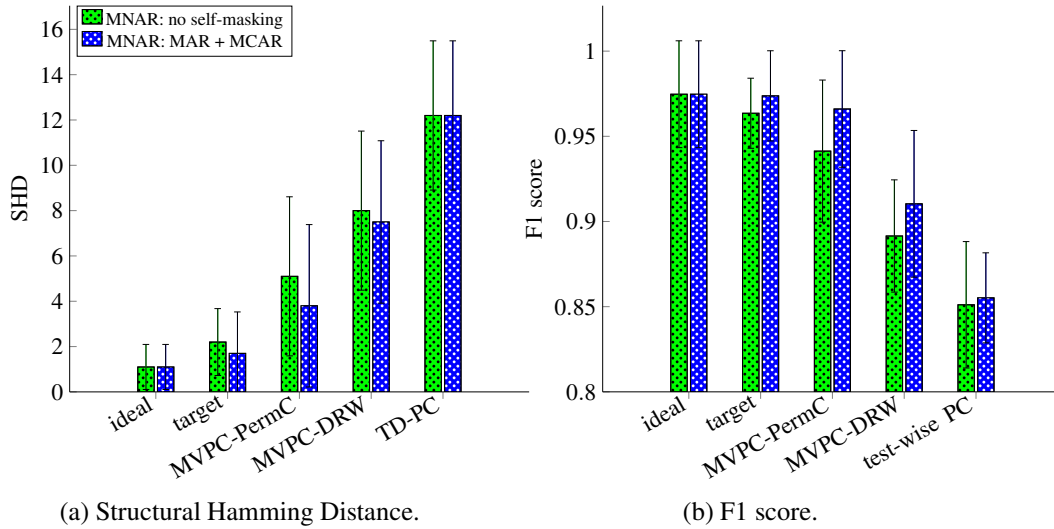 MNAR: no self-masking
MNAR: MAR + MCAR
SHD
16
14
12
10
8
6
4
2
0
ideal
target
MVPC-PermC
MVPC-DRW
TD-PC
(a) Structural Hamming Distance.
F1 score
1
0.95
0.9
0.85
0.8
ideal
target
MVPC-PermC
MVPC-DRW
test-wise PC
(b) F1 score.